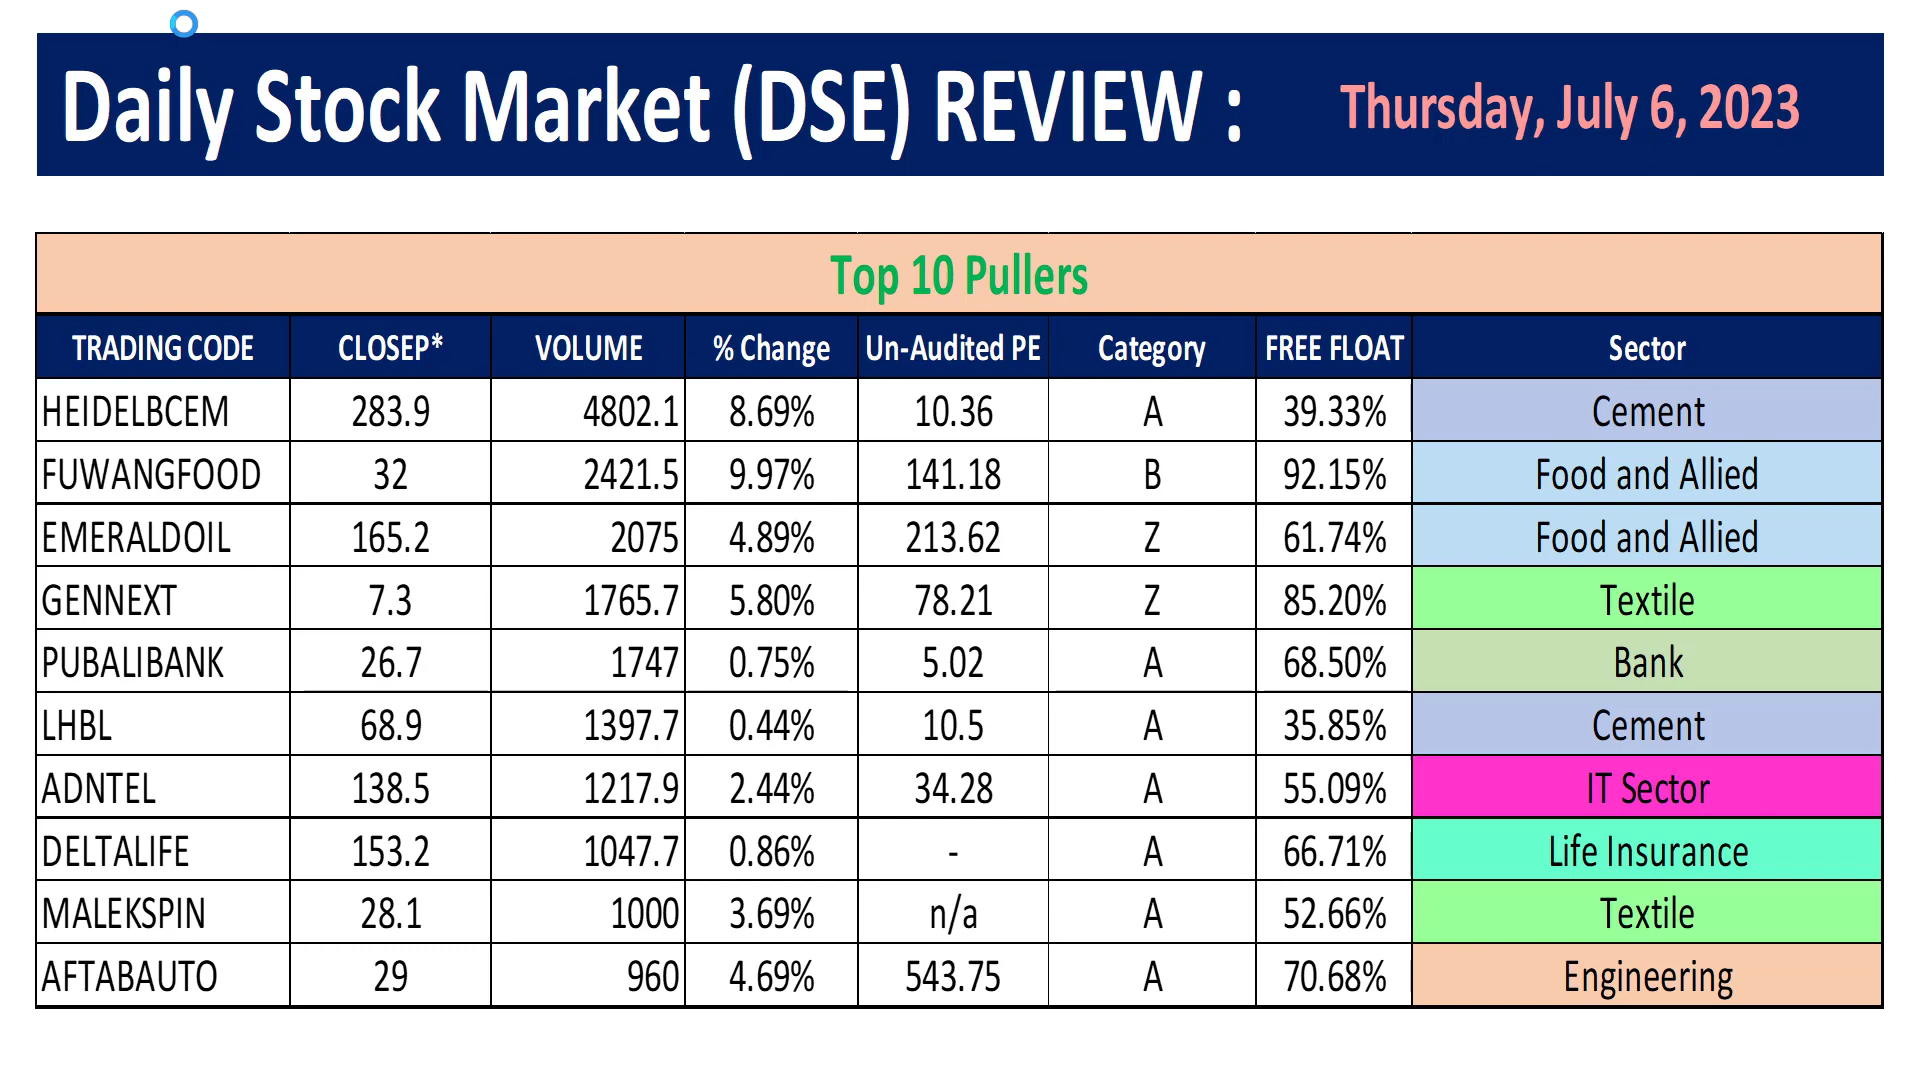 Daily Stock Market (DSE) REVIEW : Thursday, July 6, 2023
Top 10 Pullers
TRADING CODE CLOSEP* VOLUME % Change Un-Audited PE Category FREE FLOAT Sector
HEIDELBCEM 283.9 4802.1 8.69% 10.36 A 39.33% Cement
FUWANGFOOD 32 2421.5 9.97% 141.18 B 92.15% Food and Allied
EMERALDOIL 165.2 2075 4.89% 213.62 Z 61.74% Food and Allied
GENNEXT 7.3 1765.7 5.80% 78.21 Z 85.20% Textile
PUBALIBANK 26.7 1747 0.75% 5.02 A 68.50% Bank
LHBL 68.9 1397.7 0.44% 10.5 A 35.85% Cement
ADNTEL 138.5 1217.9 2.44% 34.28 A 55.09% IT Sector
DELTALIFE 153.2 1047.7 0.86% - A 66.71% Life Insurance
MALEKSPIN 28.1 1000 3.69% n/a A 52.66% Textile
AFTABAUTO 29 960 4.69% 543.75 A 70.68% Engineering